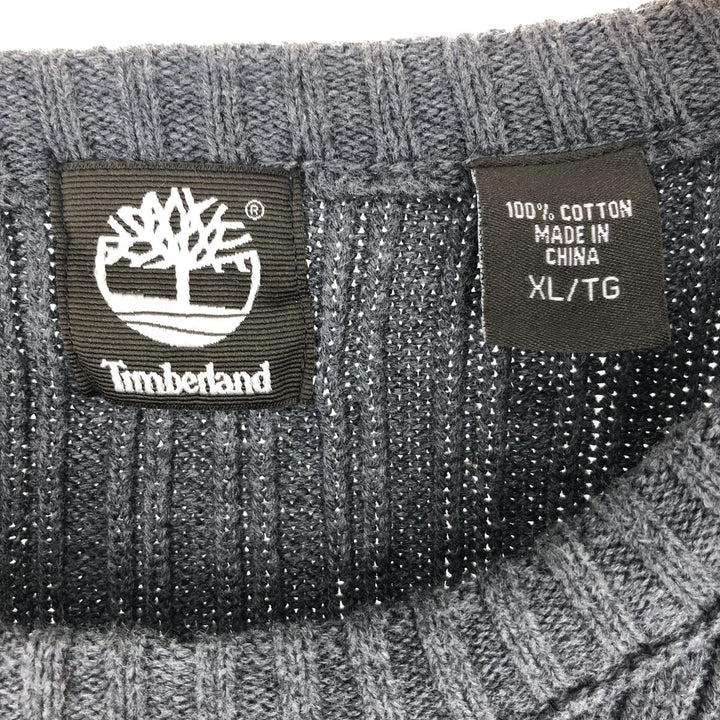 ®
Timberland
100% COTTON
MADE IN
CHINA
XL/TG